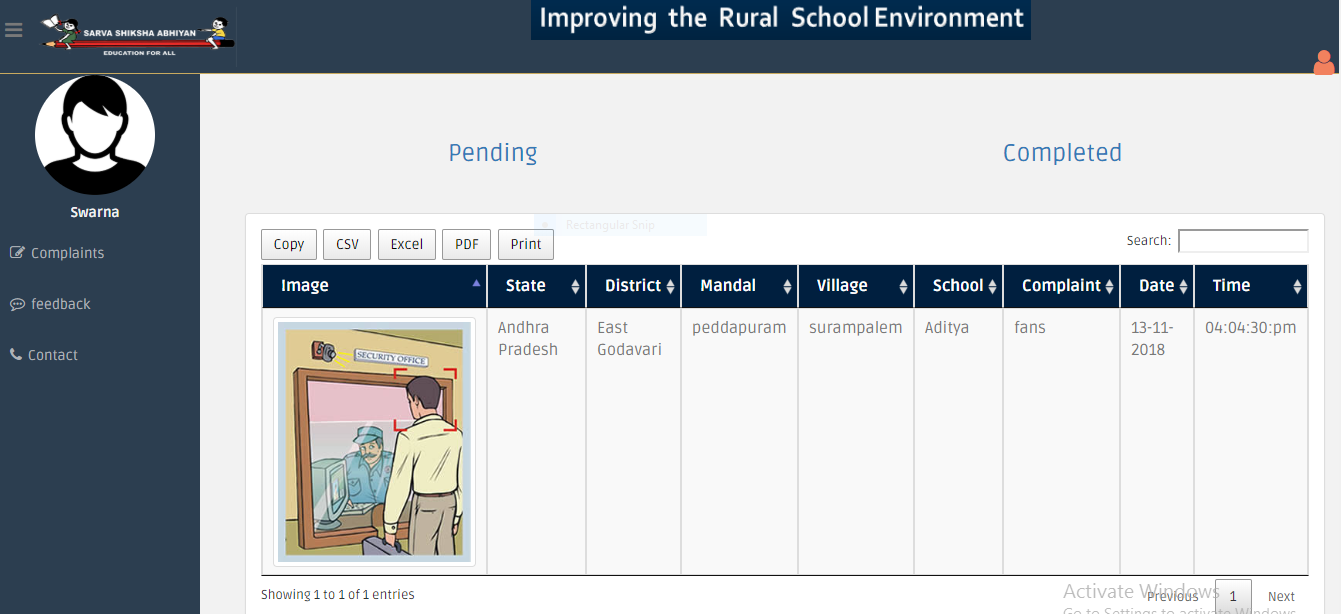 Improving the Rural School Environment
SARVA SHIKSHA ABHIYAN
EDUCATION FOR ALL
Swarna
Complaints
feedback
Contact
Pending
Completed
Rectangular Snip
Copy CSV Excel PDF Print
Search:
Image State District Mandal Village School Complaint Date Time
SECURITY OFFICE
Andhra East peddapuram surampalem Aditya fans 13-11- 04:04:30:pm
Pradesh Godavari 2018
Showing 1 to 1 of 1 entries
Previous 1 Next
Activate Windows
Go to Settings to activate Windows